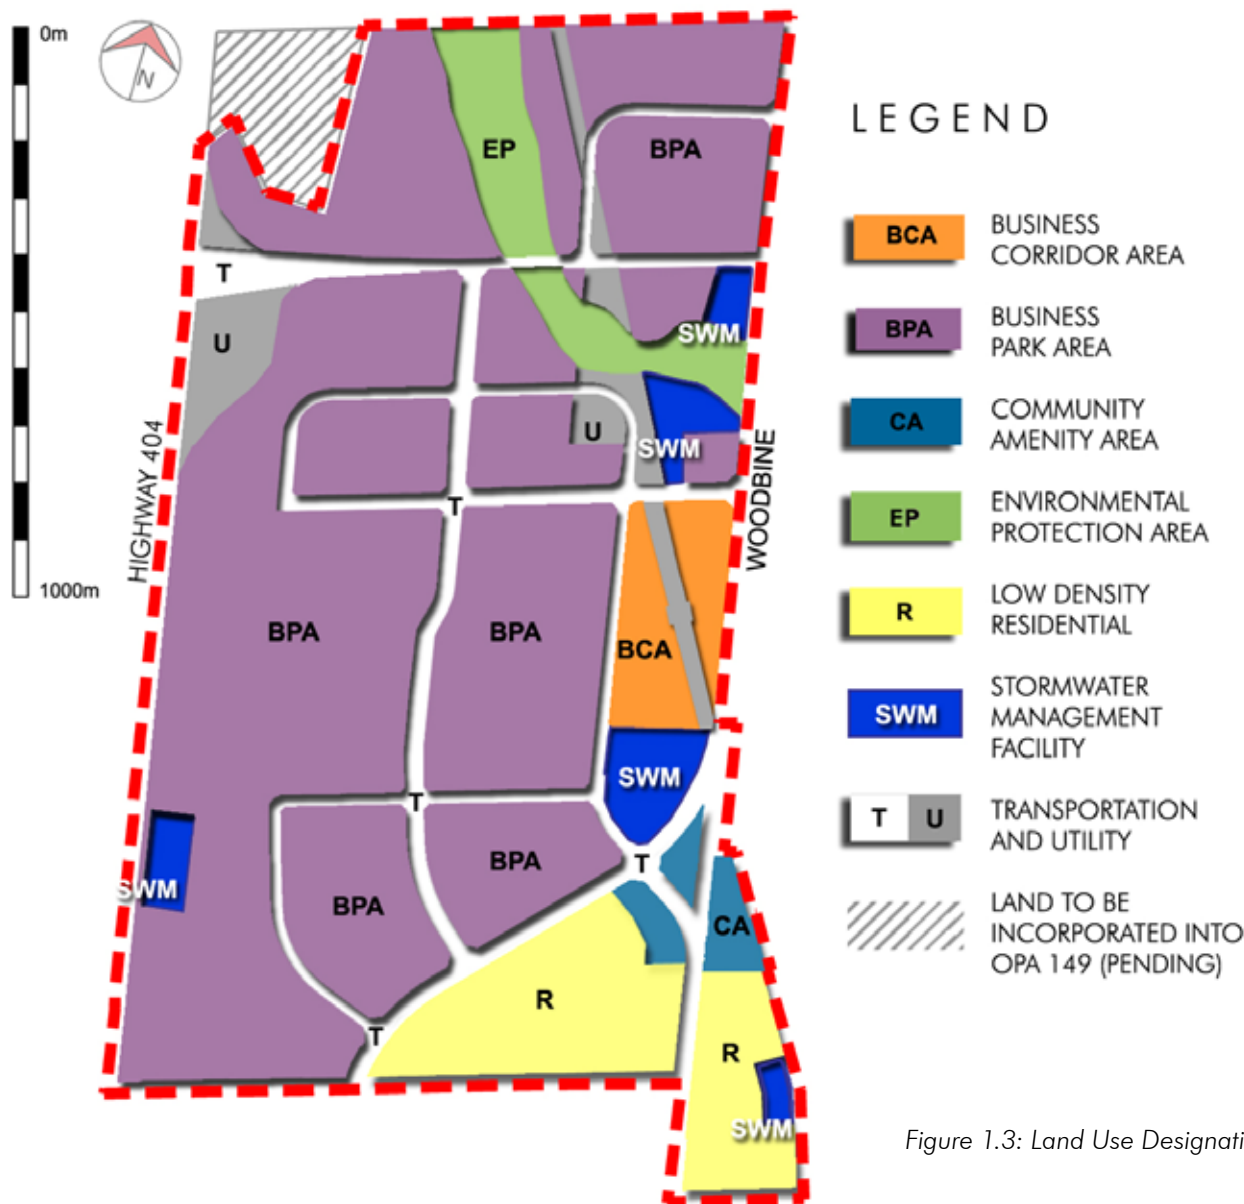 0m
N
EP
BPA
T
SWM
U
U
SWM
HIGHWAY 404
WOODBINE
T
1000m
BPA
BPA
BCA
SWM
T
BPA
T
SWM
BPA
CA
R
T
R
SWM
LEGEND
BCA
BUSINESS
CORRIDOR AREA
BPA
BUSINESS
PARK AREA
CA
COMMUNITY
AMENITY AREA
EP
ENVIRONMENTAL
PROTECTION AREA
R
LOW DENSITY
RESIDENTIAL
SWM
STORMWATER
MANAGEMENT
FACILITY
T U
TRANSPORTATION
AND UTILITY
LAND TO BE
INCORPORATED INTO
OPA 149 (PENDING)
Figure 1.3: Land Use Designati